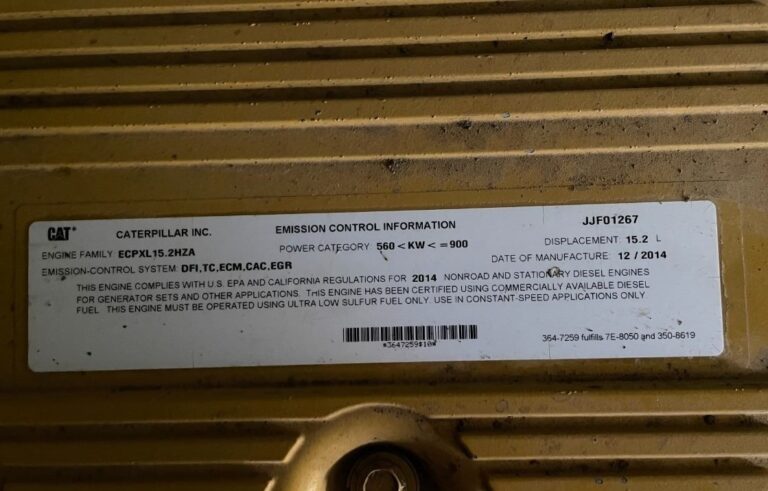 CAT® CATERPILLAR INC. EMISSION CONTROL INFORMATION JJF01267
ENGINE FAMILY: ECPXL15.2HZA POWER CATEGORY: 560 < KW < = 900 DISPLACEMENT: 15.2 L
EMISSION-CONTROL SYSTEM: DFI,TC,ECM,CAC,EGR DATE OF MANUFACTURE: 12 / 2014
THIS ENGINE COMPLIES WITH U.S. EPA AND CALIFORNIA REGULATIONS FOR 2014 NONROAD AND STATIONARY DIESEL ENGINES
FOR GENERATOR SETS AND OTHER APPLICATIONS. THIS ENGINE HAS BEEN CERTIFIED USING COMMERCIALLY AVAILABLE DIESEL
FUEL THIS ENGINE MUST BE OPERATED USING ULTRA LOW SULFUR FUEL ONLY. USE IN CONSTANT-SPEED APPLICATIONS ONLY
364-7259 fulfills 7E-8050 and 350-8619